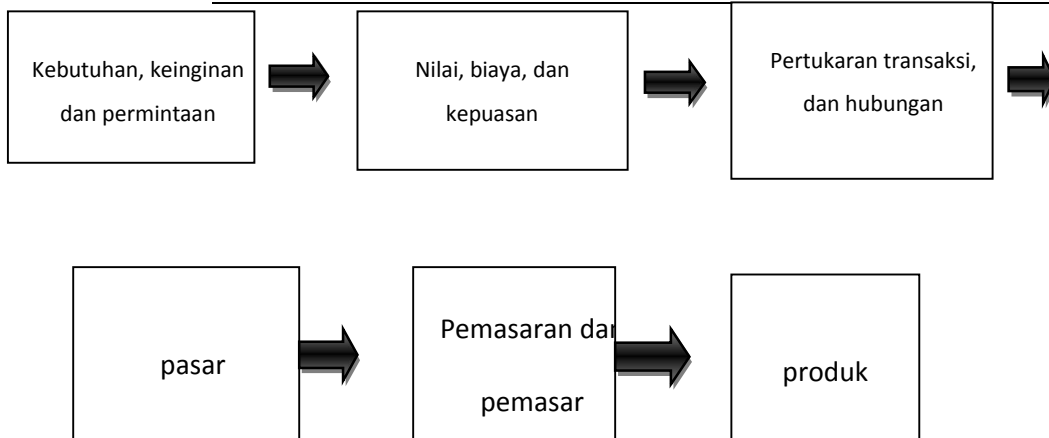 Kebutuhan, keinginan
dan permintaan
Nilai, biaya, dan
kepuasan
Pertukaran transaksi,
dan hubungan
pasar
Pemasaran dan
pemasar
produk